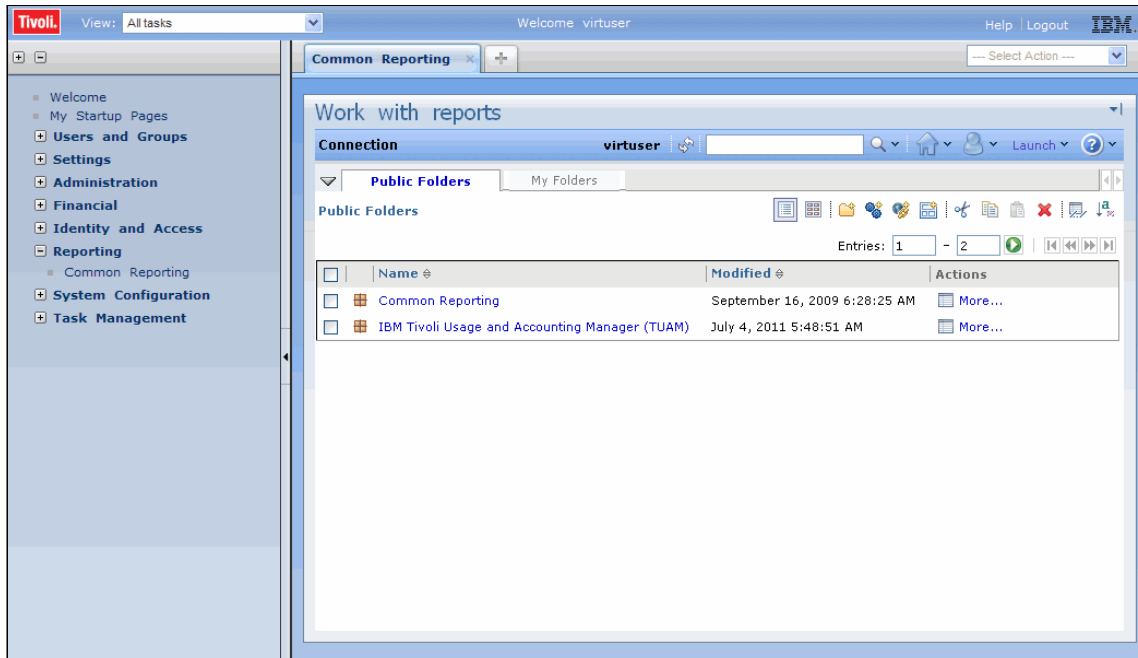 Tivoli. View: All tasks Welcome virtuser Help Logout IBM.
Common Reporting --- Select Action ---
Welcome
My Startup Pages
Users and Groups
Settings
Administration
Financial
Identity and Access
Reporting
Common Reporting
System Configuration
Task Management
Work with reports
Connection virtuser Launch ?
Public Folders My Folders
Public Folders
Entries: 1 - 2
Name Modified Actions
Common Reporting September 16, 2009 6:28:25 AM More...
IBM Tivoli Usage and Accounting Manager (TUAM) July 4, 2011 5:48:51 AM More...